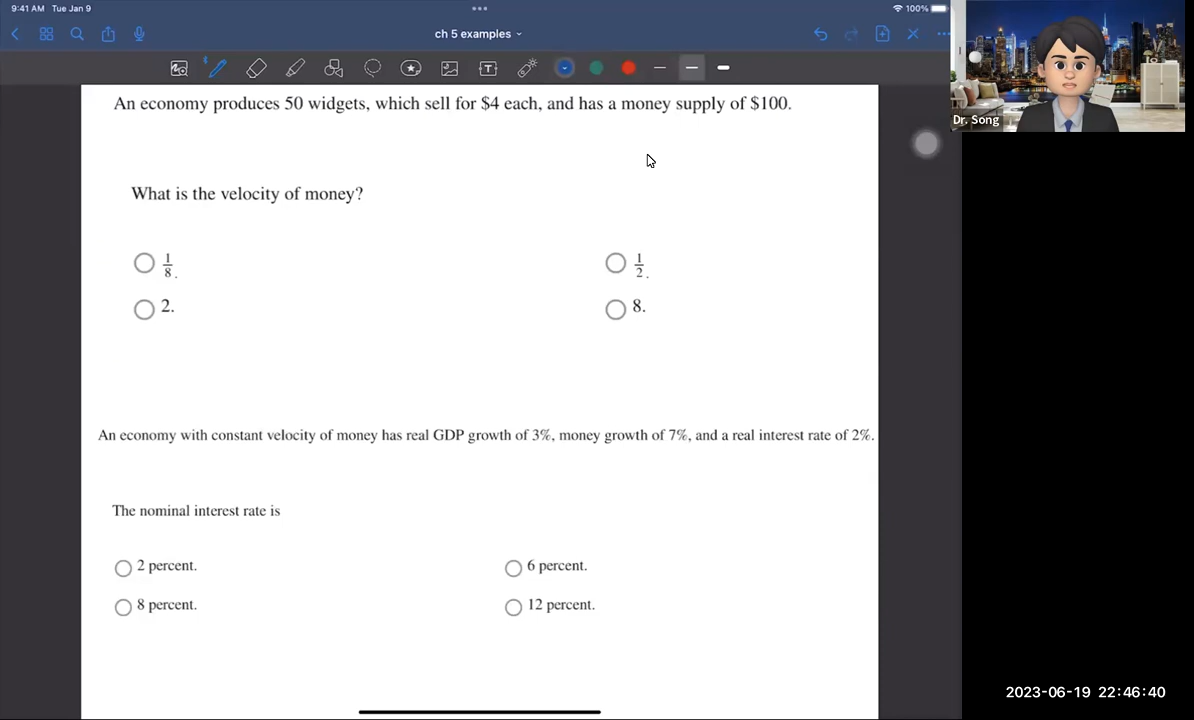 9:41 AM Tue Jan 9
100%
ch 5 examples
T
An economy produces 50 widgets, which sell for $4 each, and has a money supply of $100.
Dr. Song
What is the velocity of money?
1/8. 1/2.
2. 8.
An economy with constant velocity of money has real GDP growth of 3%, money growth of 7%, and a real interest rate of 2%.
The nominal interest rate is
2 percent. 6 percent.
8 percent. 12 percent.
2023-06-19 22:46:40